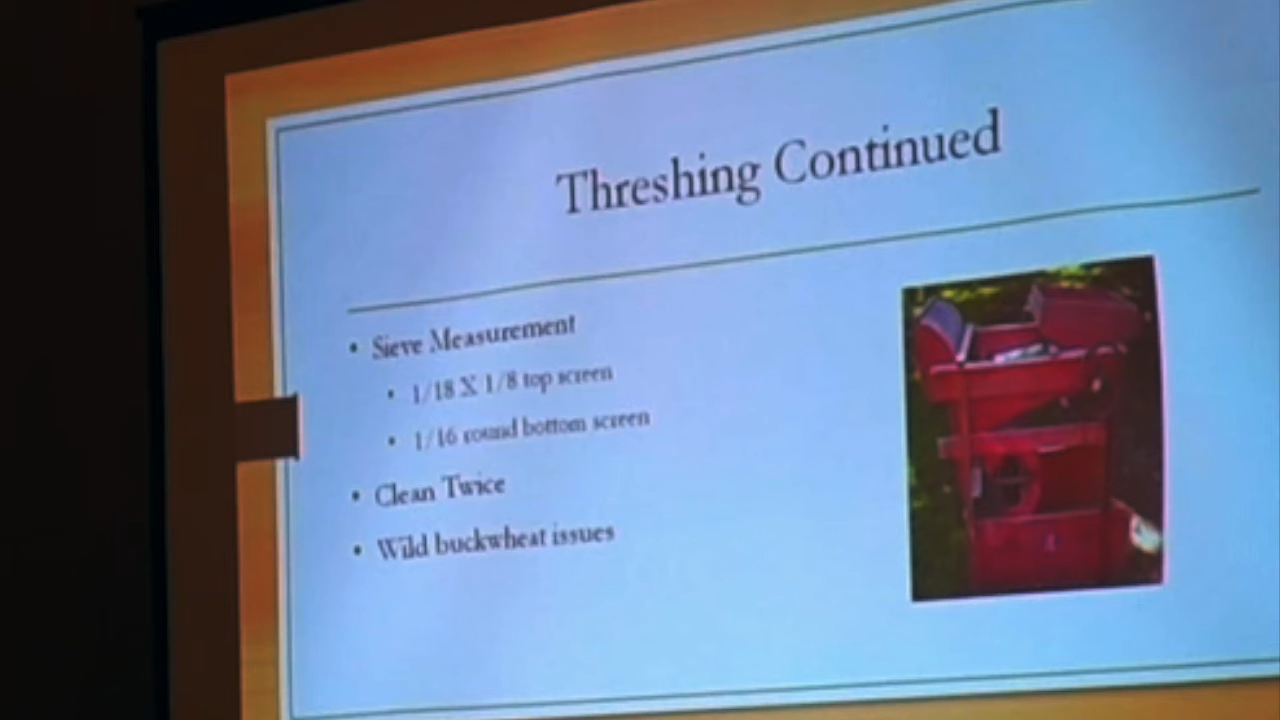 Threshing Continued
• Sieve Measurement
• 1/18 X 1/8 top screen
• 1/16 round bottom screen
• Clean Twice
• Wild buckwheat issues